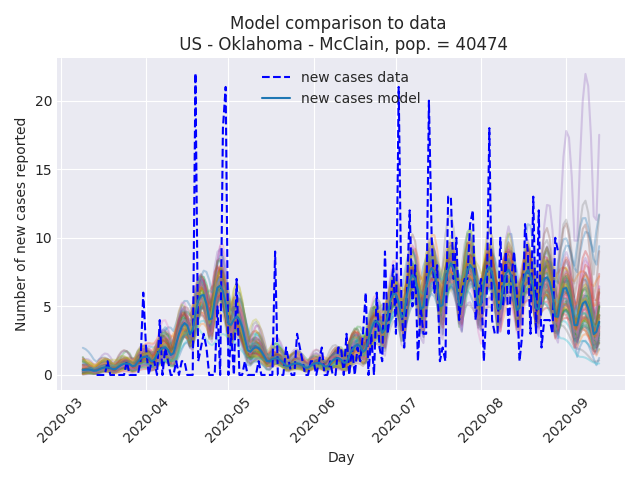 Model comparison to data
US - Oklahoma - McClain, pop. = 40474
new cases data
new cases model
Number of new cases reported
20
15
10
5
0
2020-03
2020-04
2020-05
2020-06
2020-07
2020-08
2020-09
Day